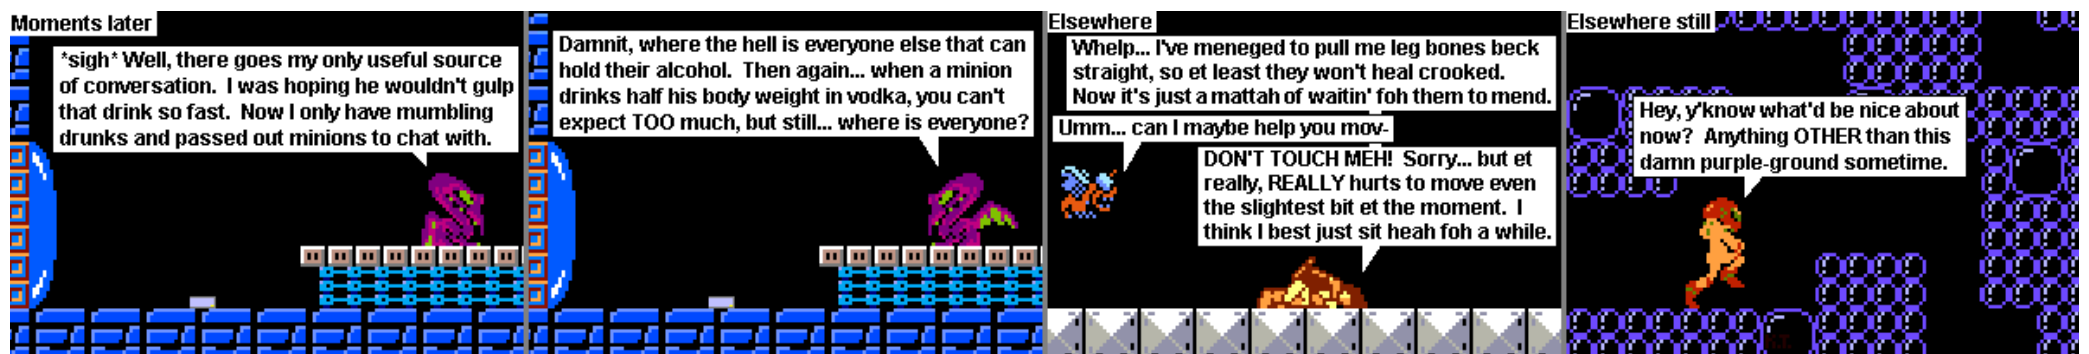 Moments later
*sigh* Well, there goes my only useful source
of conversation.  I was hoping he wouldn't gulp
that drink so fast.  Now I only have mumbling
drunks and passed out minions to chat with.
Damnit, where the hell is everyone else that can
hold their alcohol.  Then again... when a minion
drinks half his body weight in vodka, you can't
expect TOO much, but still... where is everyone?
Elsewhere
Whelp... I've meneged to pull me leg bones beck
straight, so et least they won't heal crooked.
Now it's just a mattah of waitin' foh them to mend.
Umm... can I maybe help you mov-
DON'T TOUCH MEH!  Sorry... but et
really, REALLY hurts to move even
the slightest bit et the moment.  I
think I best just sit heah foh a while.
Elsewhere still
Hey, y'know what'd be nice about
now?  Anything OTHER than this
damn purple-ground sometime.